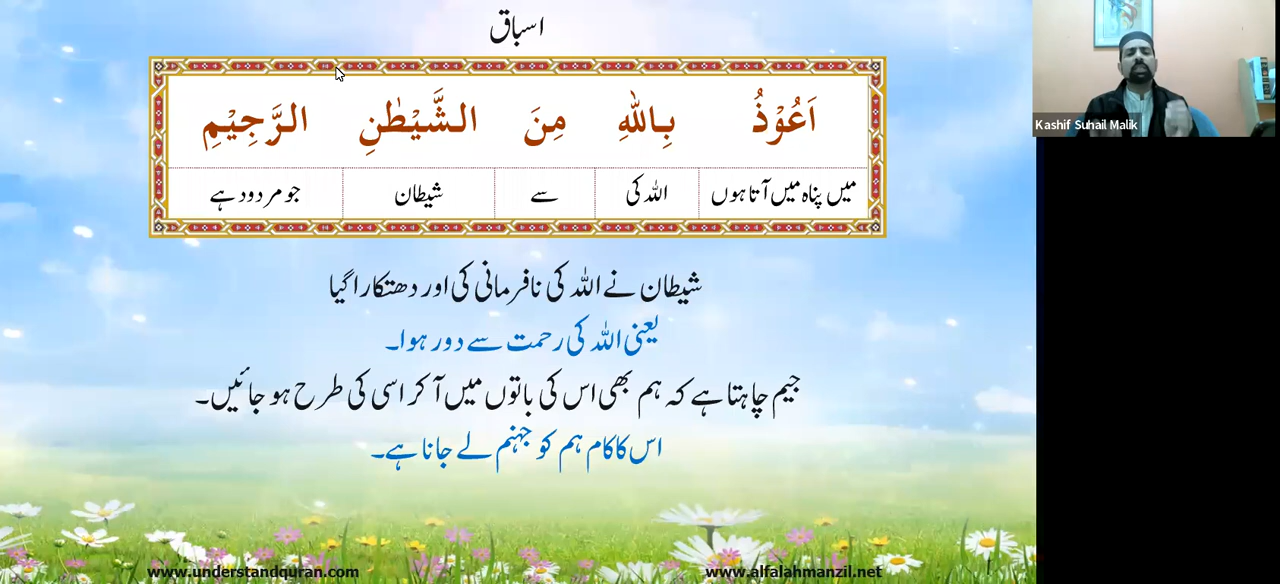 اسباق
اَعُوْذُ بِاللّٰهِ مِنَ الشَّيْطٰنِ الرَّجِيْمِ
میں پناہ میں آتا ہوں اللہ کی سے شیطان جو مردود ہے
شیطان نے اللہ کی نافرمانی کی اور دھتکارا گیا
یعنی اللہ کی رحمت سے دور ہوا۔
جیم چاہتا ہے کہ ہم بھی اس کی باتوں میں آ کر اسی کی طرح ہو جائیں۔
اس کا کام ہم کو جہنم لے جانا ہے۔
www.understandquran.com www.alfalahmanzil.net
Kashif Suhail Malik